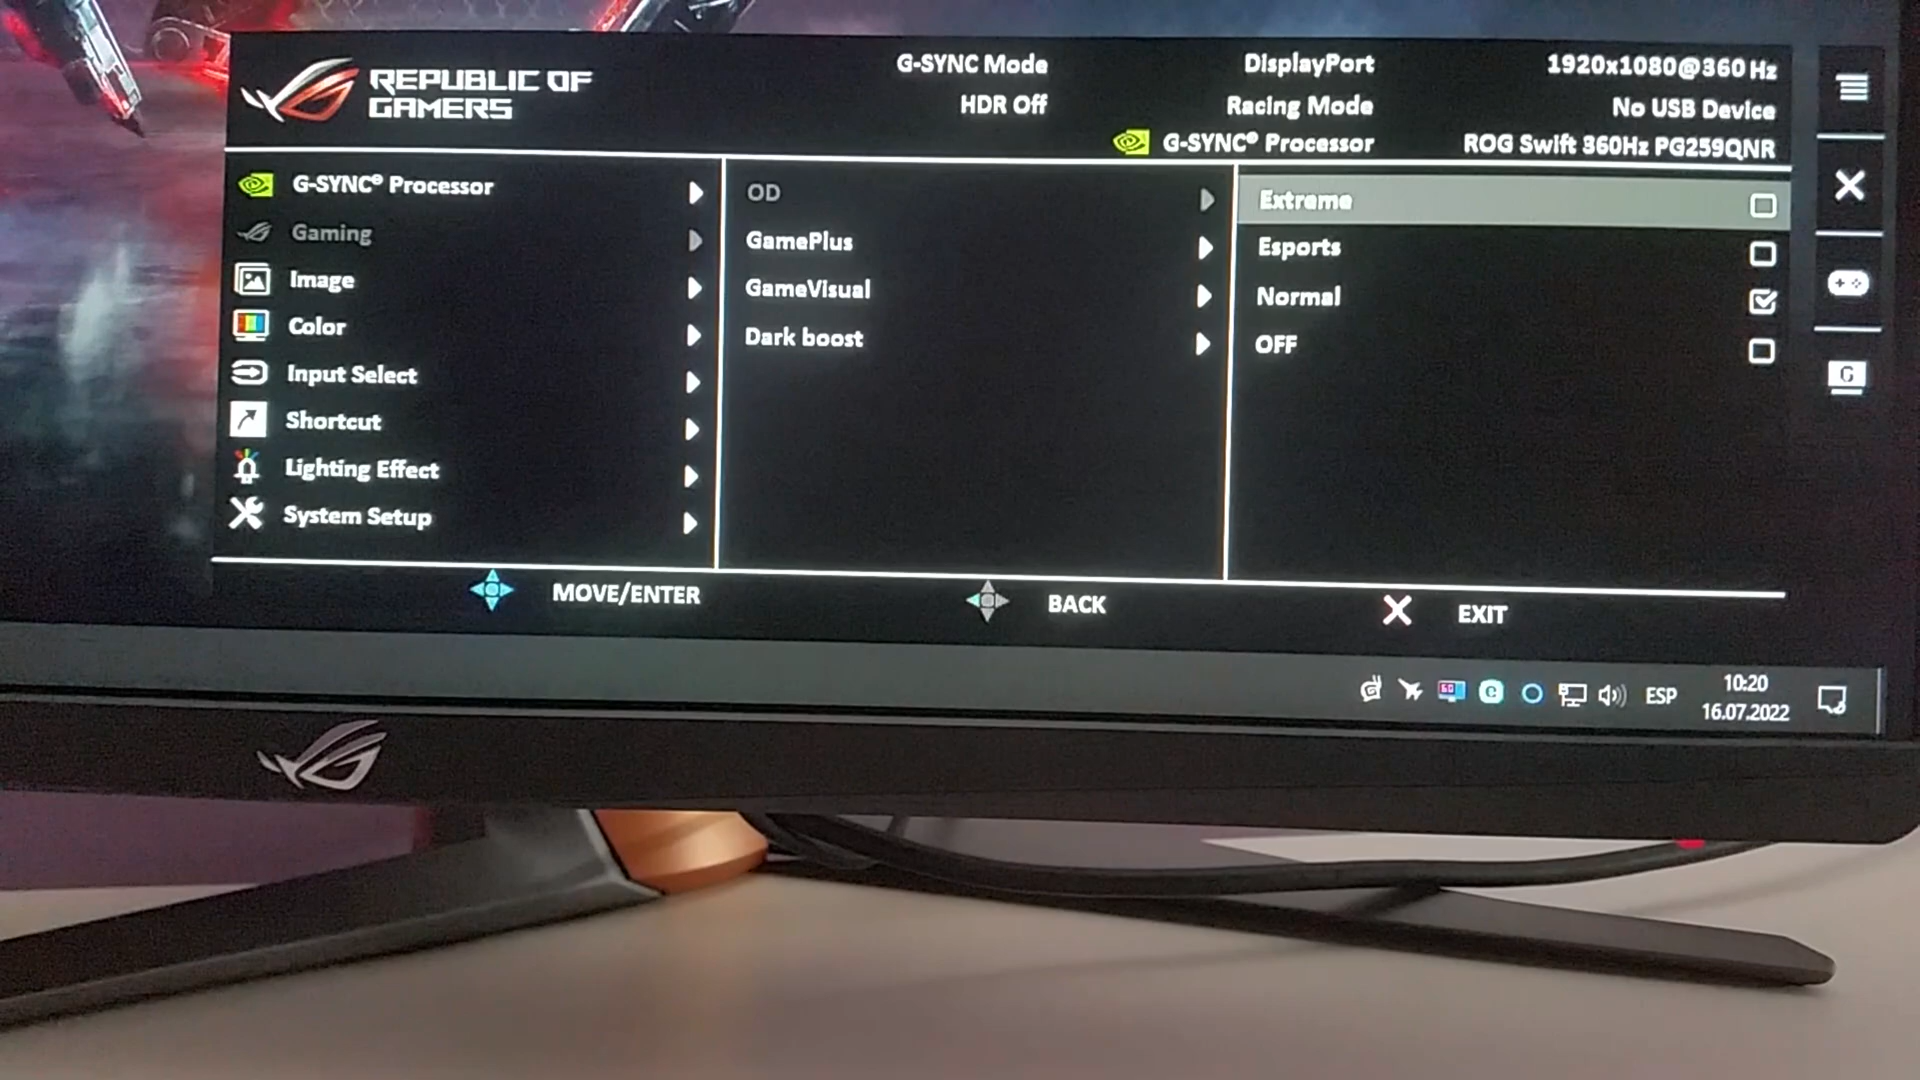 REPUBLIC OF
GAMERS
G-SYNC Mode
HDR Off
DisplayPort
Racing Mode
G-SYNC® Processor
1920x1080@360 Hz
No USB Device
ROG Swift 360Hz PG259QNR
G-SYNC® Processor
Gaming
Image
Color
Input Select
Shortcut
Lighting Effect
System Setup
OD
GamePlus
GameVisual
Dark boost
Extreme
Esports
Normal
OFF
G
MOVE/ENTER
BACK
EXIT
60
ESP
10:20
16.07.2022